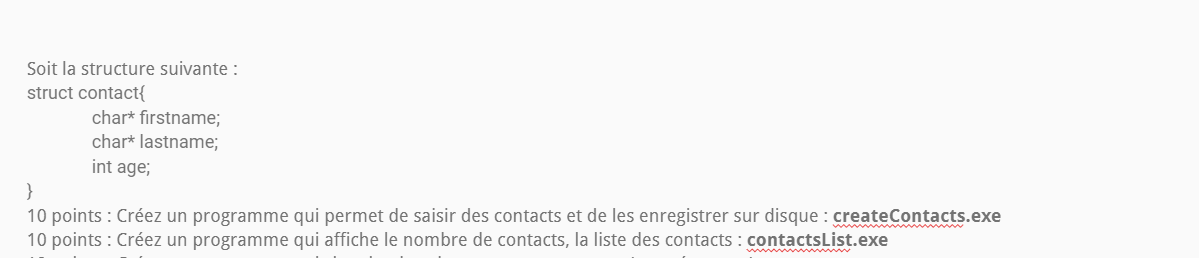 Soit la structure suivante :
struct contact{
char* firstname;
char* lastname;
int age;
}
10 points : Créez un programme qui permet de saisir des contacts et de les enregistrer sur disque : createContacts.exe
10 points : Créez un programme qui affiche le nombre de contacts, la liste des contacts : contactsList.exe